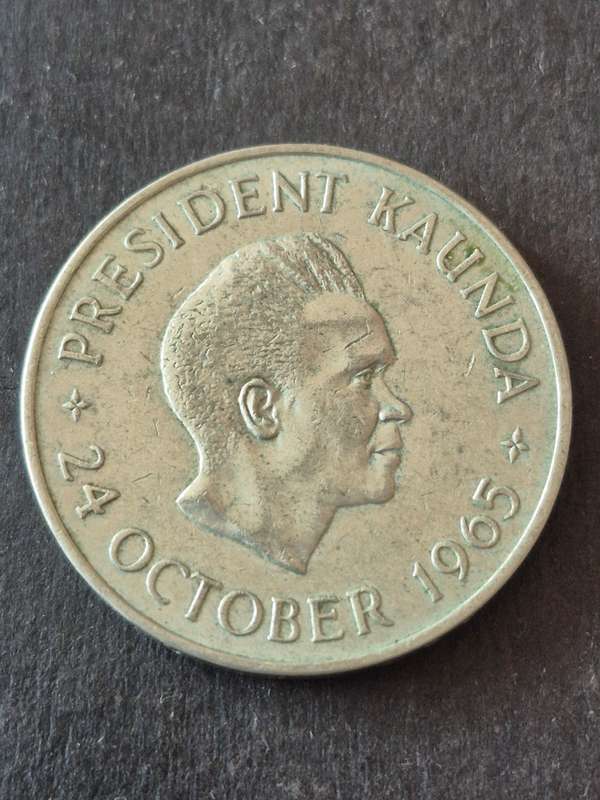 PRESIDENT KAUNDA
24 OCTOBER 1965